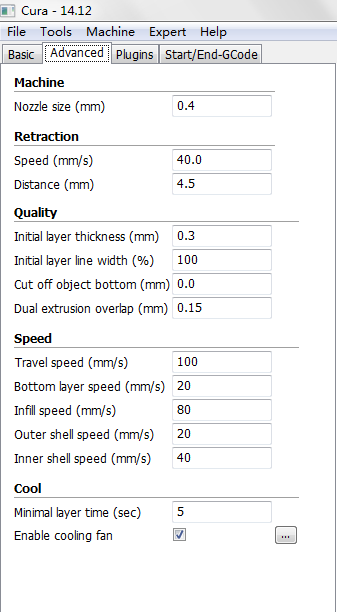 Cura - 14.12
File Tools Machine Expert Help
Basic Advanced Plugins Start/End-GCode
Machine
Nozzle size (mm) 0.4
Retraction
Speed (mm/s) 40.0
Distance (mm) 4.5
Quality
Initial layer thickness (mm) 0.3
Initial layer line width (%) 100
Cut off object bottom (mm) 0.0
Dual extrusion overlap (mm) 0.15
Speed
Travel speed (mm/s) 100
Bottom layer speed (mm/s) 20
Infill speed (mm/s) 80
Outer shell speed (mm/s) 20
Inner shell speed (mm/s) 40
Cool
Minimal layer time (sec) 5
Enable cooling fan ...